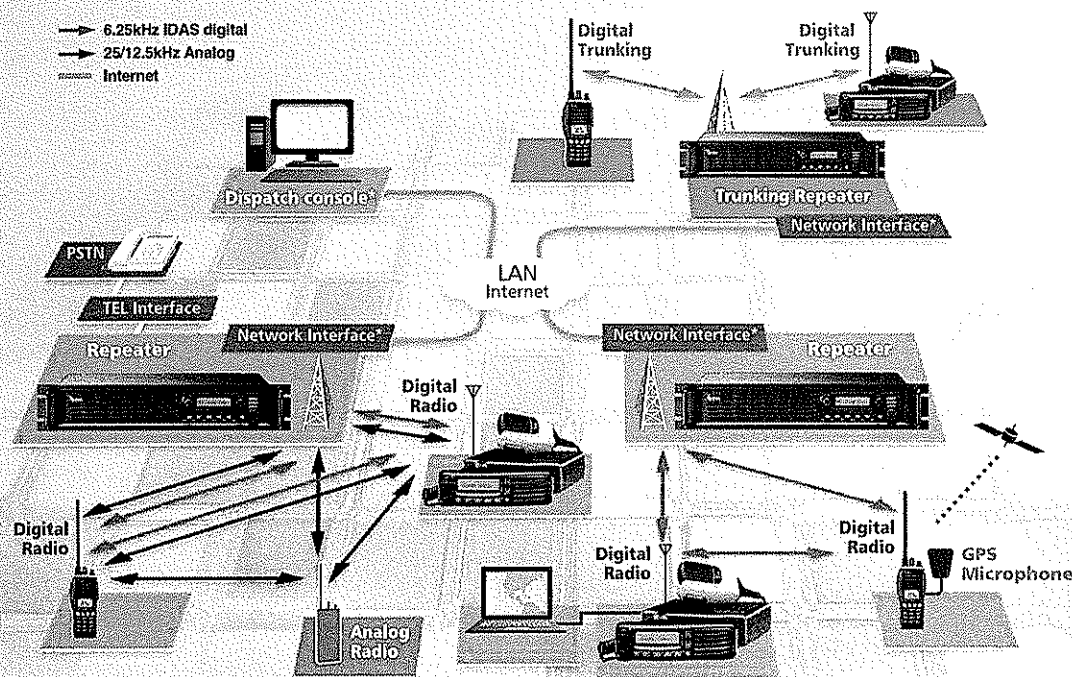 6.25kHz IDAS digital
25/12.5kHz Analog
Internet
Digital
Trunking
Digital
Trunking
Dispatch console*
Trunking Repeater
Network Interface*
PSTN
TEL Interface
LAN
Internet
Network Interface*
Repeater
Network Interface*
Repeater
Digital
Radio
Digital
Radio
Digital
Radio
Digital
Radio
GPS
Microphone
Analog
Radio